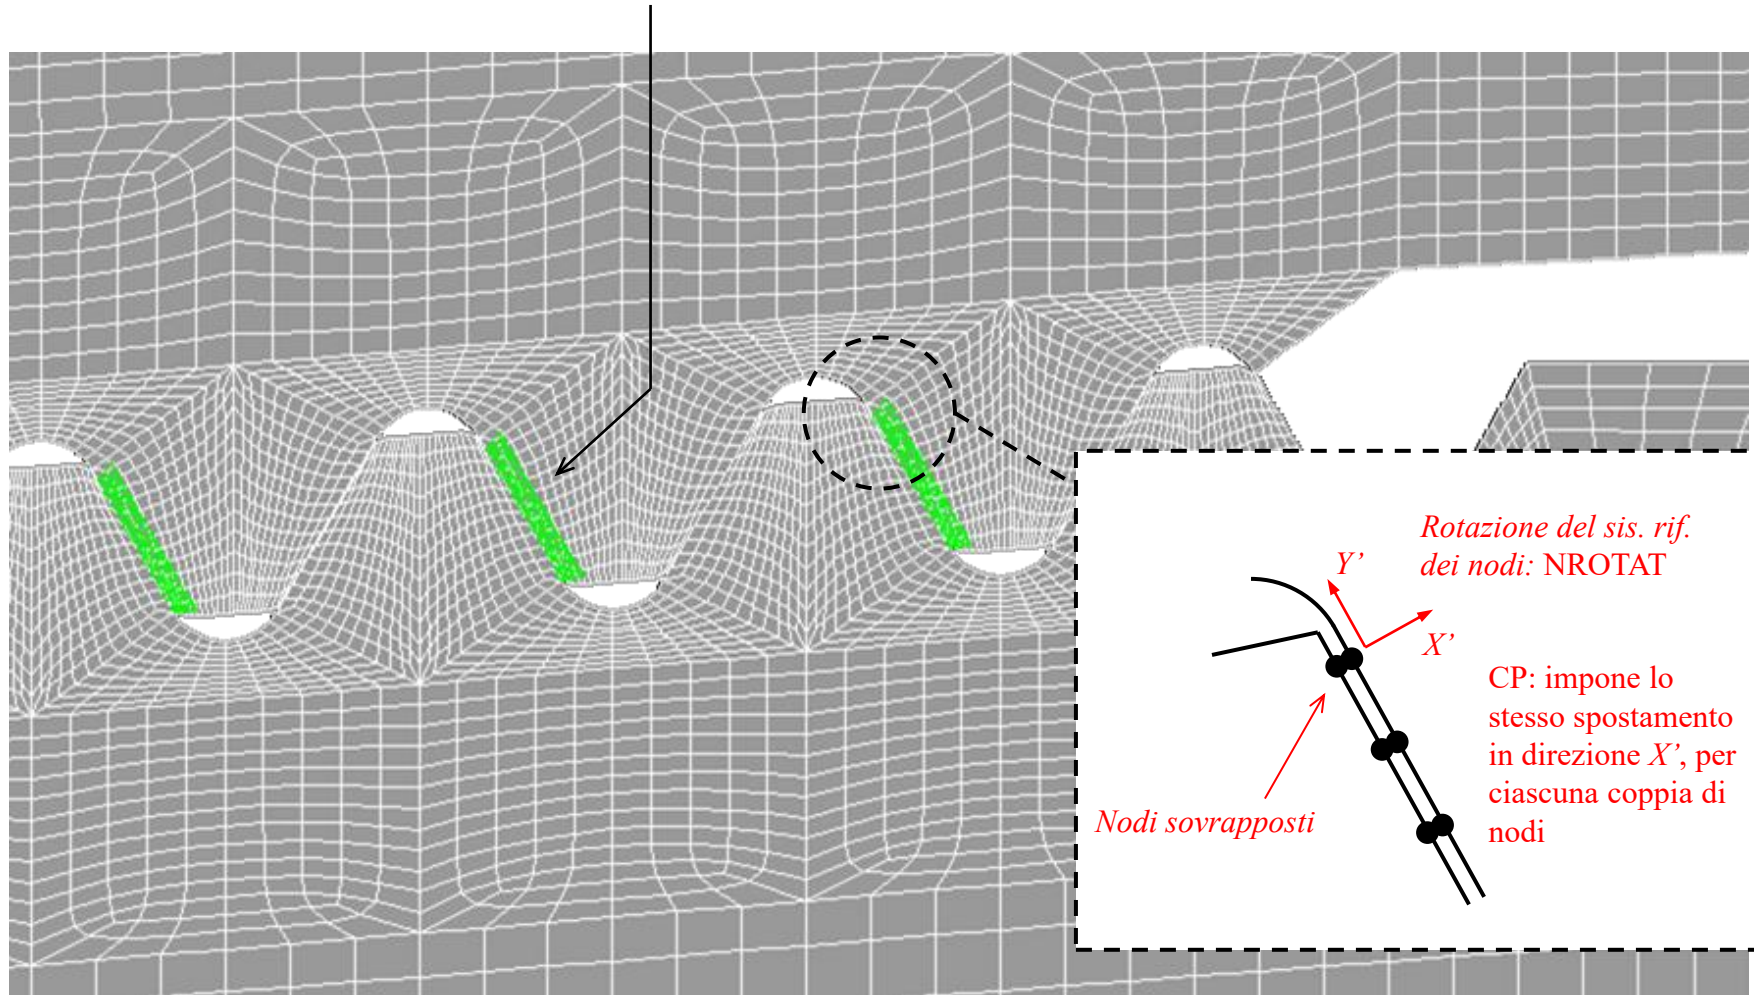 Rotazione del sis. rif.
dei nodi: NROTAT
Y’
X’
CP: impone lo
stesso spostamento
in direzione X’, per
ciascuna coppia di
nodi
Nodi sovrapposti